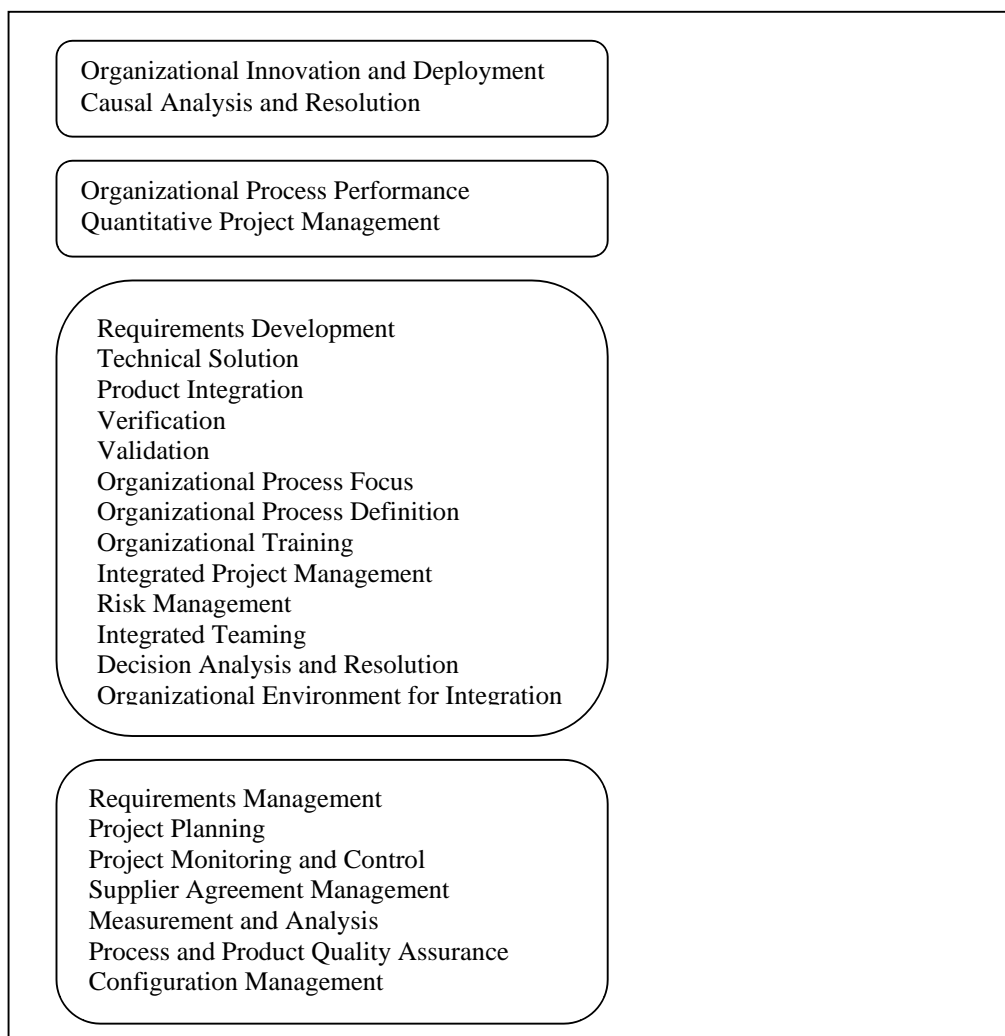 Organizational Innovation and Deployment
Causal Analysis and Resolution
Organizational Process Performance
Quantitative Project Management
Requirements Development
Technical Solution
Product Integration
Verification
Validation
Organizational Process Focus
Organizational Process Definition
Organizational Training
Integrated Project Management
Risk Management
Integrated Teaming
Decision Analysis and Resolution
Organizational Environment for Integration
Requirements Management
Project Planning
Project Monitoring and Control
Supplier Agreement Management
Measurement and Analysis
Process and Product Quality Assurance
Configuration Management